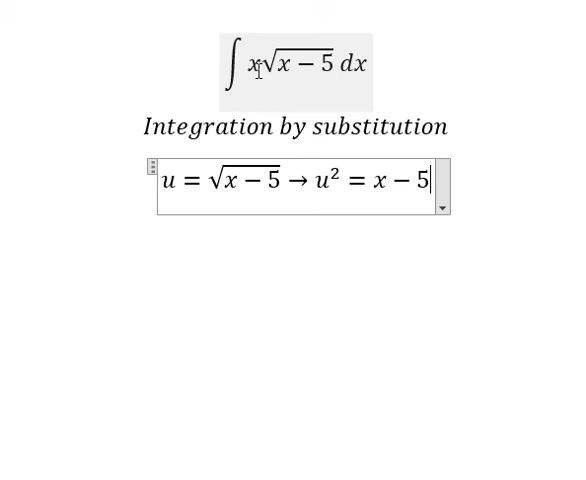 ∫ x√(x − 5) dx
Integration by substitution
u = √(x − 5) → u² = x − 5